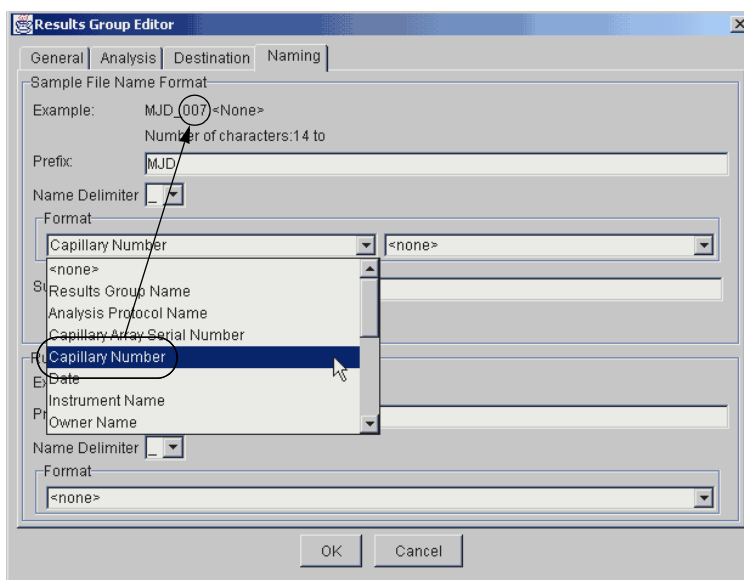 Results Group Editor
General Analysis Destination Naming
Sample File Name Format
Example: MJD_007<None>
Number of characters:14 to
Prefix: MJD
Name Delimiter _
Format
Capillary Number <none>
<none>
Results Group Name
Analysis Protocol Name
Capillary Array Serial Number
Capillary Number
Date
Instrument Name
Owner Name
Name Delimiter _
Format
<none>
OK Cancel